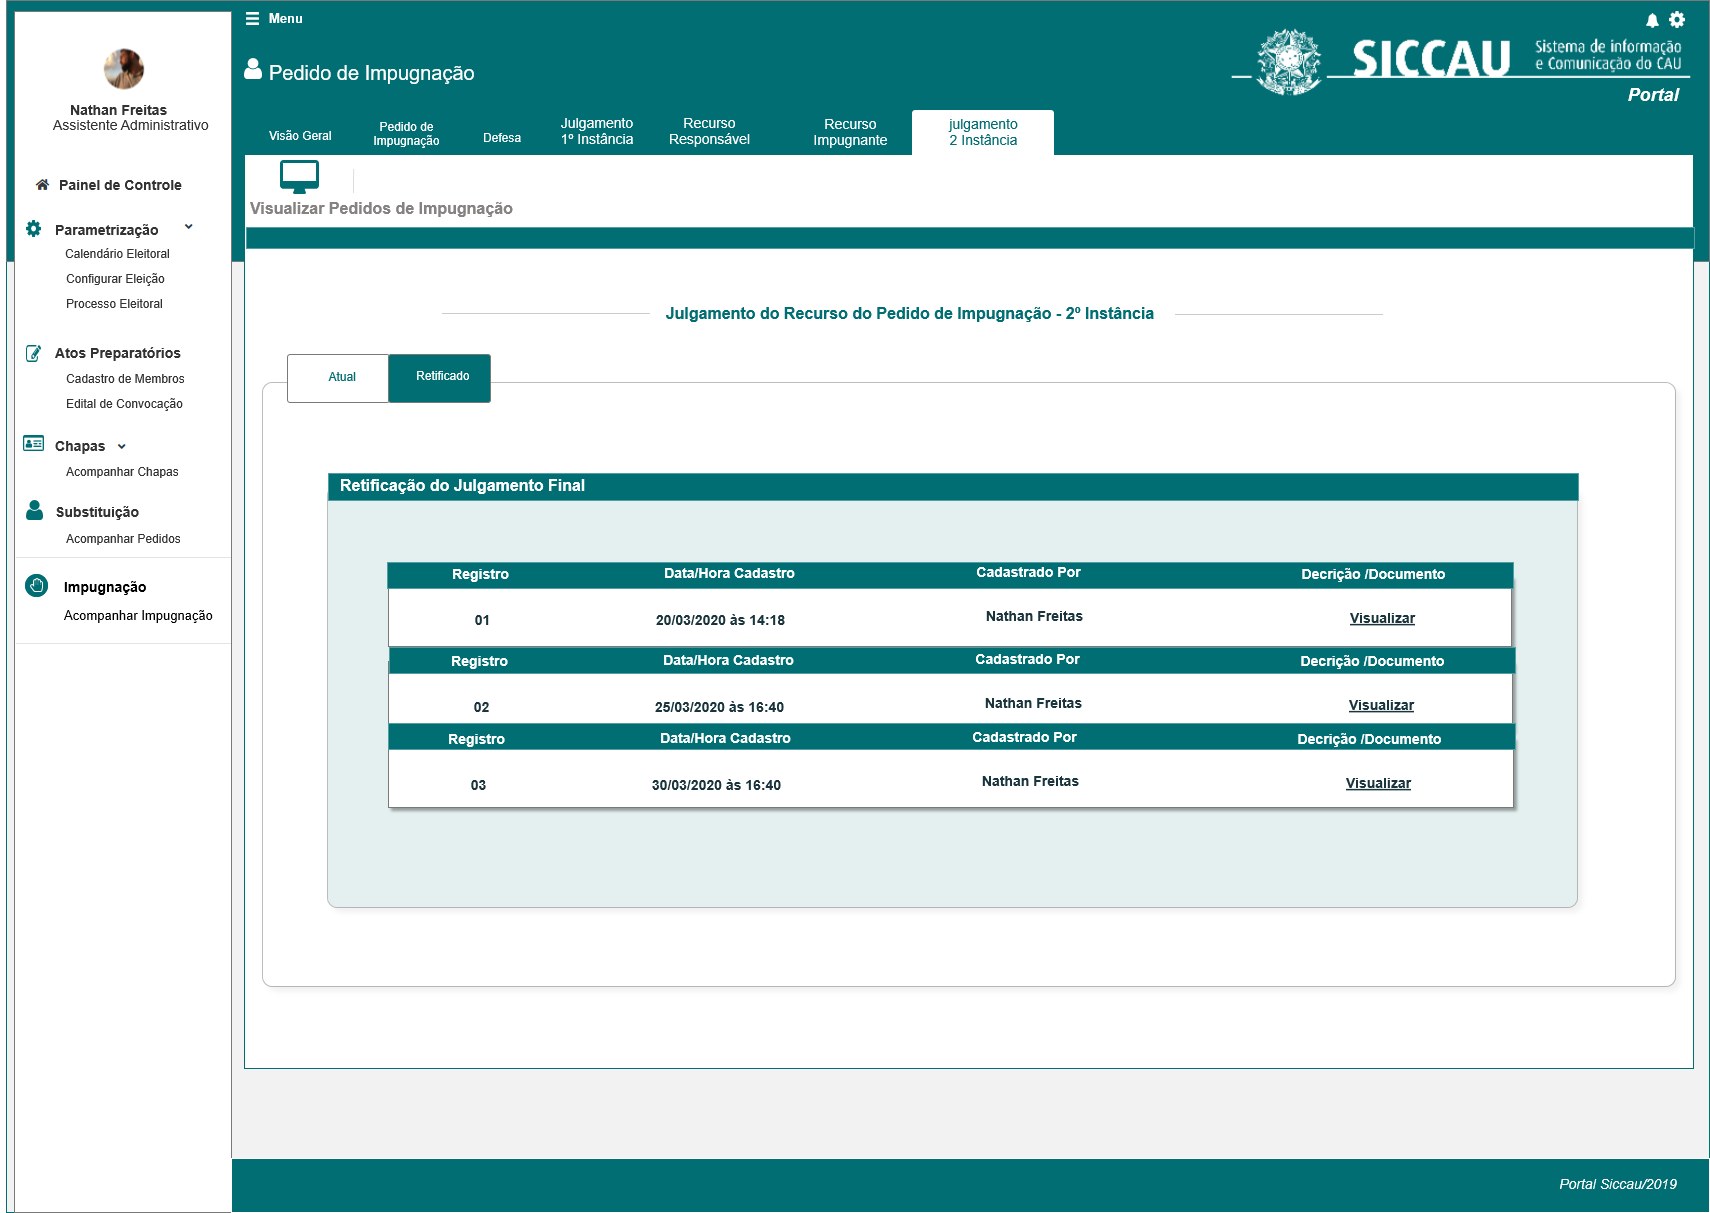 Menu
Pedido de Impugnação
SICCAU
Sistema de informação
e Comunicação do CAU
Portal
Nathan Freitas
Assistente Administrativo
Painel de Controle
Parametrização
Calendário Eleitoral
Configurar Eleição
Processo Eleitoral
Atos Preparatórios
Cadastro de Membros
Edital de Convocação
Chapas
Acompanhar Chapas
Substituição
Acompanhar Pedidos
Impugnação
Acompanhar Impugnação
Visão Geral
Pedido de
Impugnação
Defesa
Julgamento
1º Instância
Recurso
Responsável
Recurso
Impugnante
julgamento
2 Instância
Visualizar Pedidos de Impugnação
Julgamento do Recurso do Pedido de Impugnação - 2º Instância
Atual
Retificado
Retificação do Julgamento Final
Registro Data/Hora Cadastro Cadastrado Por Decrição /Documento
01 20/03/2020 às 14:18 Nathan Freitas Visualizar
Registro Data/Hora Cadastro Cadastrado Por Decrição /Documento
02 25/03/2020 às 16:40 Nathan Freitas Visualizar
Registro Data/Hora Cadastro Cadastrado Por Decrição /Documento
03 30/03/2020 às 16:40 Nathan Freitas Visualizar
Portal Siccau/2019